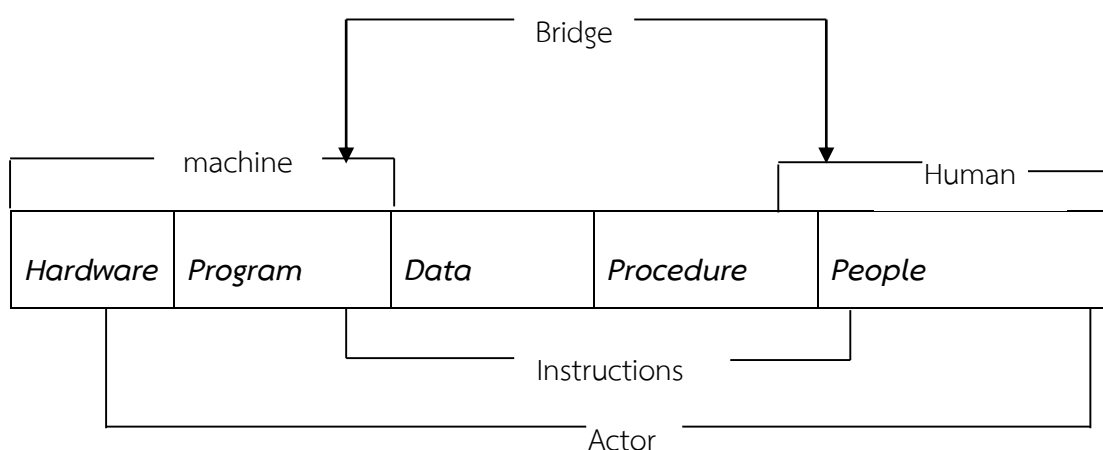 Bridge
machine
Human
Hardware Program Data Procedure People
Instructions
Actor